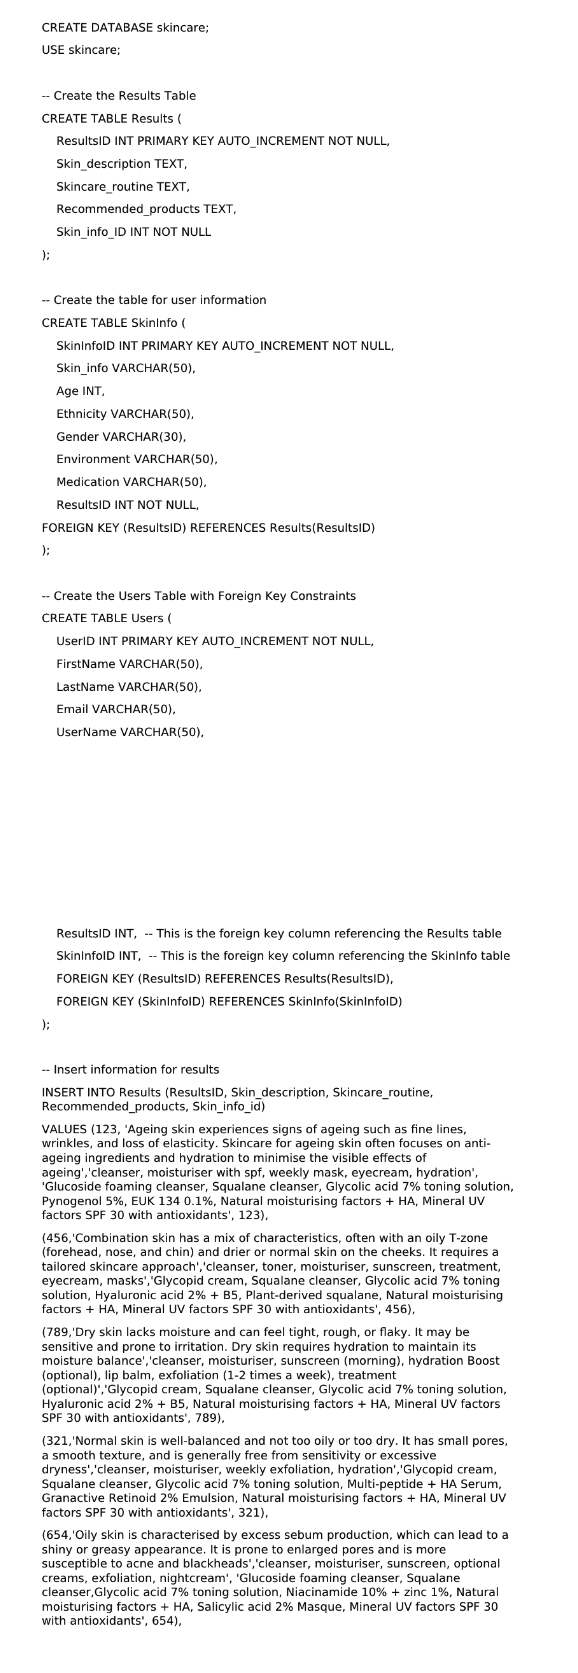 CREATE DATABASE skincare;
USE skincare;
-- Create the Results Table
CREATE TABLE Results (
ResultsID INT PRIMARY KEY AUTO_INCREMENT NOT NULL,
Skin_description TEXT,
Skincare_routine TEXT,
Recommended_products TEXT,
Skin_info_ID INT NOT NULL
);
-- Create the table for user information
CREATE TABLE SkinInfo (
SkinInfoID INT PRIMARY KEY AUTO_INCREMENT NOT NULL,
Skin_info VARCHAR(50),
Age INT,
Ethnicity VARCHAR(50),
Gender VARCHAR(30),
Environment VARCHAR(50),
Medication VARCHAR(50),
ResultsID INT NOT NULL,
FOREIGN KEY (ResultsID) REFERENCES Results(ResultsID)
);
-- Create the Users Table with Foreign Key Constraints
CREATE TABLE Users (
UserID INT PRIMARY KEY AUTO_INCREMENT NOT NULL,
FirstName VARCHAR(50),
LastName VARCHAR(50),
Email VARCHAR(50),
UserName VARCHAR(50),
ResultsID INT,  -- This is the foreign key column referencing the Results table
SkinInfoID INT,  -- This is the foreign key column referencing the SkinInfo table
FOREIGN KEY (ResultsID) REFERENCES Results(ResultsID),
FOREIGN KEY (SkinInfoID) REFERENCES SkinInfo(SkinInfoID)
);
-- Insert information for results
INSERT INTO Results (ResultsID, Skin_description, Skincare_routine,
Recommended_products, Skin_info_id)
VALUES (123, 'Ageing skin experiences signs of ageing such as fine lines,
wrinkles, and loss of elasticity. Skincare for ageing skin often focuses on anti-
ageing ingredients and hydration to minimise the visible effects of
ageing','cleanser, moisturiser with spf, weekly mask, eyecream, hydration',
'Glucoside foaming cleanser, Squalane cleanser, Glycolic acid 7% toning solution,
Pynogenol 5%, EUK 134 0.1%, Natural moisturising factors + HA, Mineral UV
factors SPF 30 with antioxidants', 123),
(456,'Combination skin has a mix of characteristics, often with an oily T-zone
(forehead, nose, and chin) and drier or normal skin on the cheeks. It requires a
tailored skincare approach','cleanser, toner, moisturiser, sunscreen, treatment,
eyecream, masks','Glycopid cream, Squalane cleanser, Glycolic acid 7% toning
solution, Hyaluronic acid 2% + B5, Plant-derived squalane, Natural moisturising
factors + HA, Mineral UV factors SPF 30 with antioxidants', 456),
(789,'Dry skin lacks moisture and can feel tight, rough, or flaky. It may be
sensitive and prone to irritation. Dry skin requires hydration to maintain its
moisture balance','cleanser, moisturiser, sunscreen (morning), hydration Boost
(optional), lip balm, exfoliation (1-2 times a week), treatment
(optional)','Glycopid cream, Squalane cleanser, Glycolic acid 7% toning solution,
Hyaluronic acid 2% + B5, Natural moisturising factors + HA, Mineral UV factors
SPF 30 with antioxidants', 789),
(321,'Normal skin is well-balanced and not too oily or too dry. It has small pores,
a smooth texture, and is generally free from sensitivity or excessive
dryness','cleanser, moisturiser, weekly exfoliation, hydration','Glycopid cream,
Squalane cleanser, Glycolic acid 7% toning solution, Multi-peptide + HA Serum,
Granactive Retinoid 2% Emulsion, Natural moisturising factors + HA, Mineral UV
factors SPF 30 with antioxidants', 321),
(654,'Oily skin is characterised by excess sebum production, which can lead to a
shiny or greasy appearance. It is prone to enlarged pores and is more
susceptible to acne and blackheads','cleanser, moisturiser, sunscreen, optional
creams, exfoliation, nightcream', 'Glucoside foaming cleanser, Squalane
cleanser,Glycolic acid 7% toning solution, Niacinamide 10% + zinc 1%, Natural
moisturising factors + HA, Salicylic acid 2% Masque, Mineral UV factors SPF 30
with antioxidants', 654),